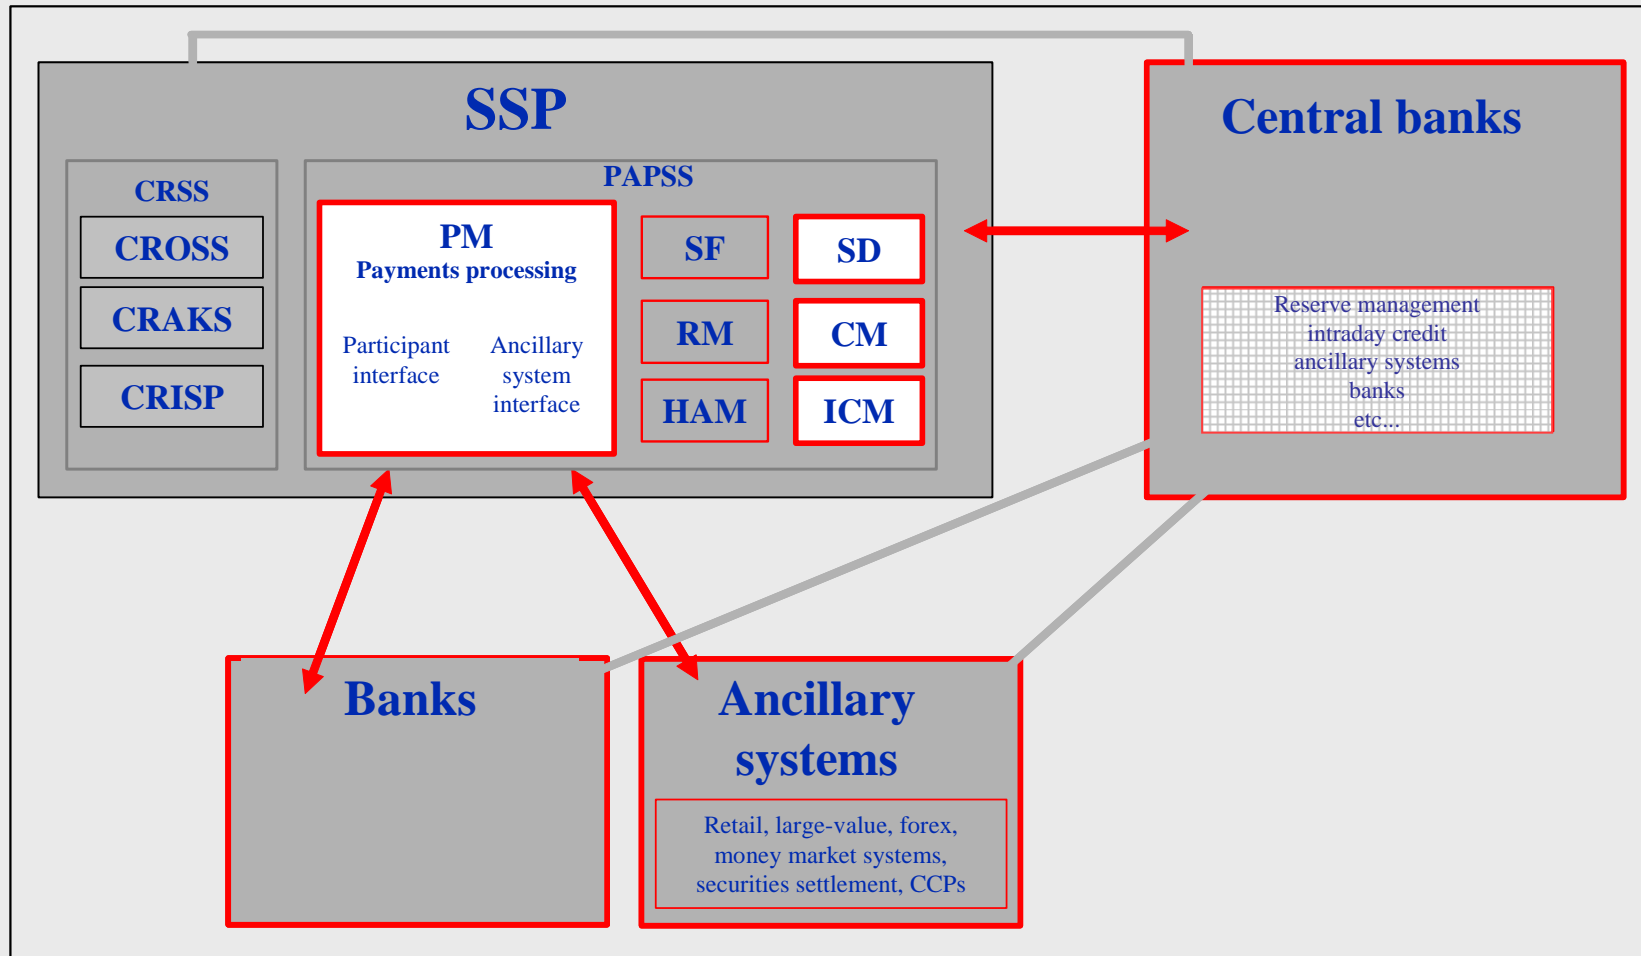 SSP
CRSS
CROSS
CRAKS
CRISP
PAPSS
PM
Payments processing
Participant
interface
Ancillary
system
interface
SF
SD
RM
CM
HAM
ICM
Central banks
Reserve management
intraday credit
ancillary systems
banks
etc...
Banks
Ancillary
systems
Retail, large-value, forex,
money market systems,
securities settlement, CCPs